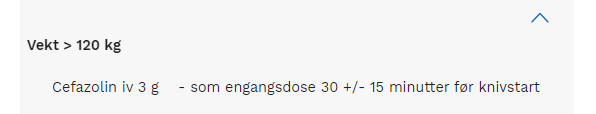 Vekt > 120 kg
Cefazolin iv 3 g - som engangsdose 30 +/- 15 minutter før knivstart